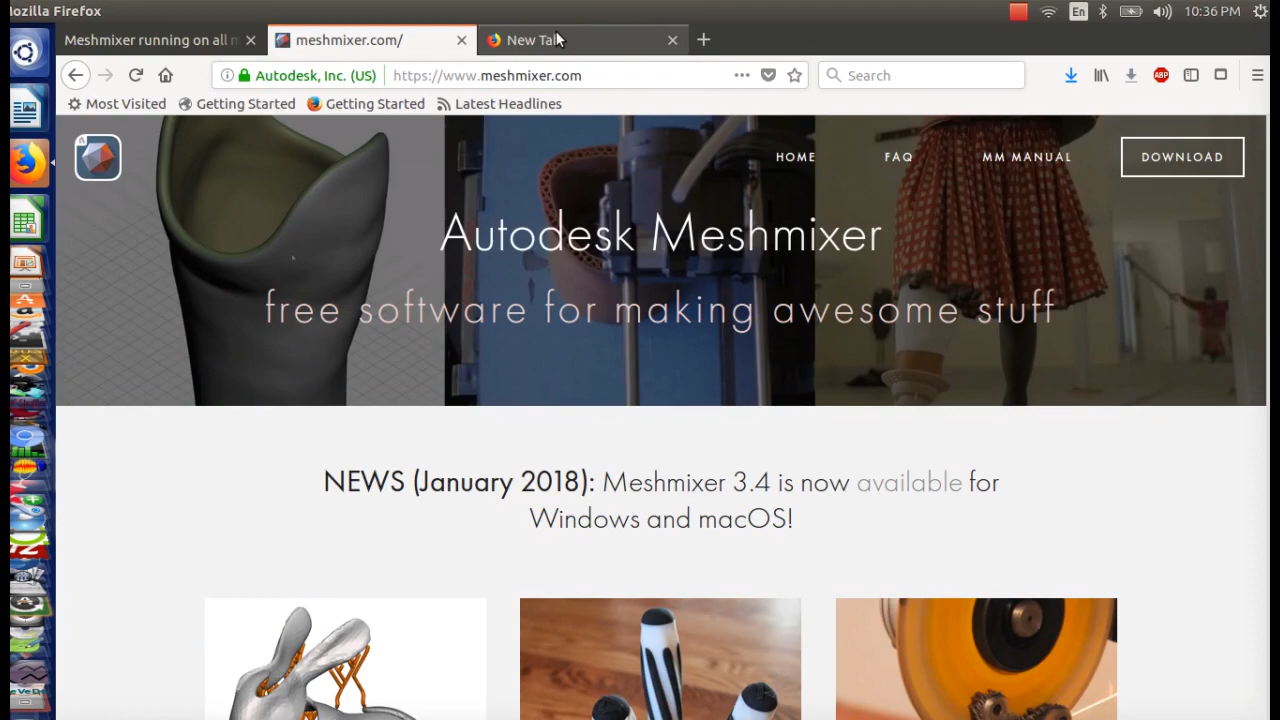 ozilla Firefox
En
10:36 PM
Meshmixer running on all m
meshmixer.com/
New Tab
Autodesk, Inc. (US)
https://www.meshmixer.com
Search
ABP
Most Visited
Getting Started
Getting Started
Latest Headlines
HOME
FAQ
MM MANUAL
DOWNLOAD
Autodesk Meshmixer
free software for making awesome stuff
NEWS (January 2018): Meshmixer 3.4 is now available for
Windows and macOS!